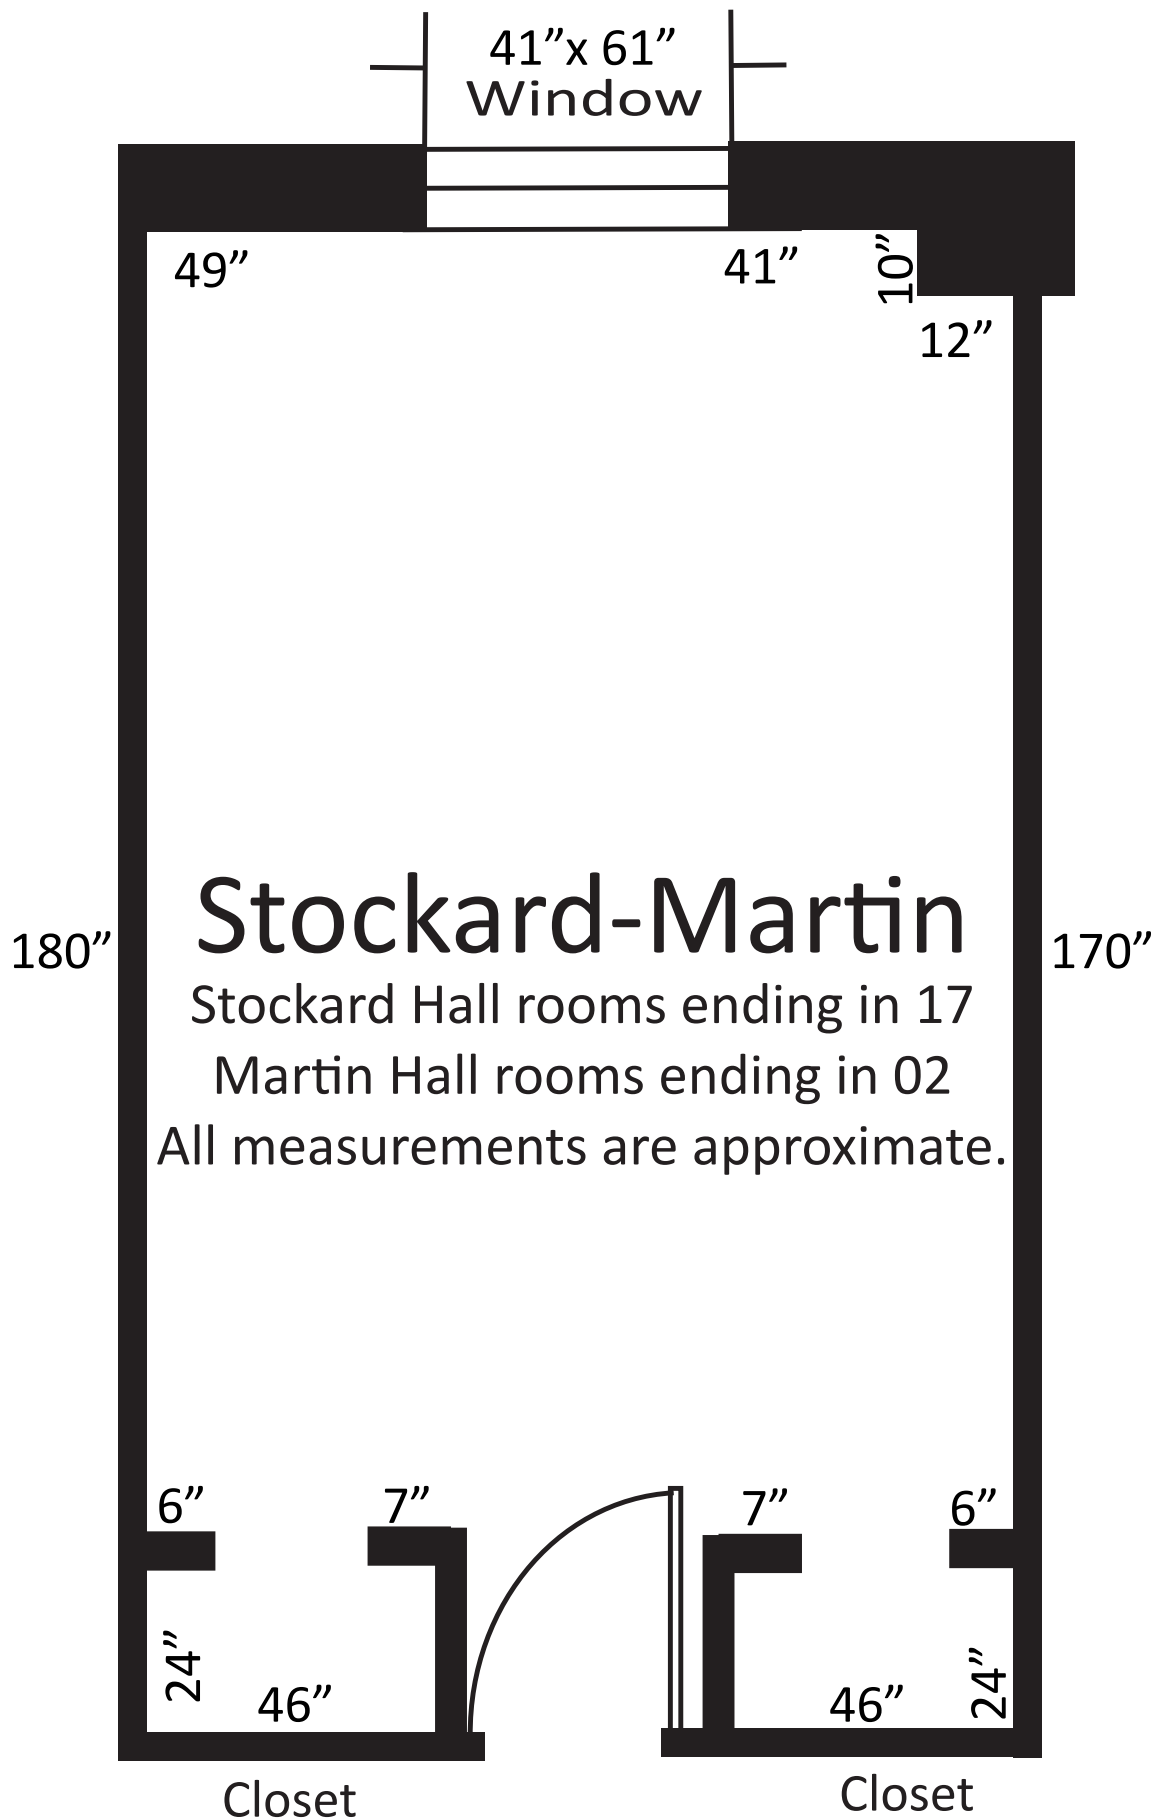 41”x 61”
Window
49”
41”
10”
12”
180”
Stockard-Martin
170”
Stockard Hall rooms ending in 17
Martin Hall rooms ending in 02
All measurements are approximate.
6”
7”
7”
6”
24”
46”
46”
24”
Closet
Closet